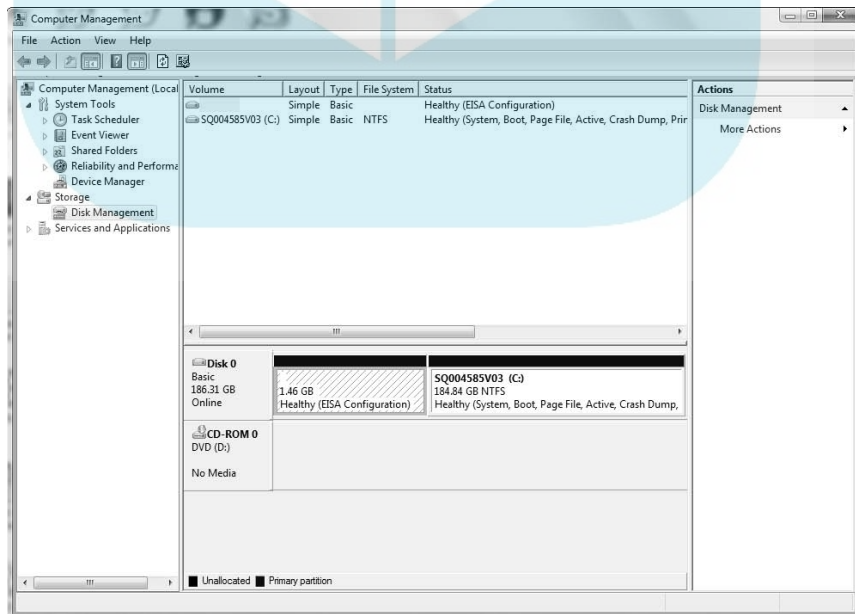 Computer Management
File Action View Help
Computer Management (Local
System Tools
Task Scheduler
Event Viewer
Shared Folders
Reliability and Performa
Device Manager
Storage
Disk Management
Services and Applications
Volume Layout Type File System Status
Simple Basic Healthy (EISA Configuration)
SQ004585V03 (C:) Simple Basic NTFS Healthy (System, Boot, Page File, Active, Crash Dump, Prir
Disk 0
Basic
186.31 GB
Online
1.46 GB
Healthy (EISA Configuration)
SQ004585V03 (C:)
184.84 GB NTFS
Healthy (System, Boot, Page File, Active, Crash Dump,
CD-ROM 0
DVD (D:)
No Media
Unallocated Primary partition
Actions
Disk Management
More Actions